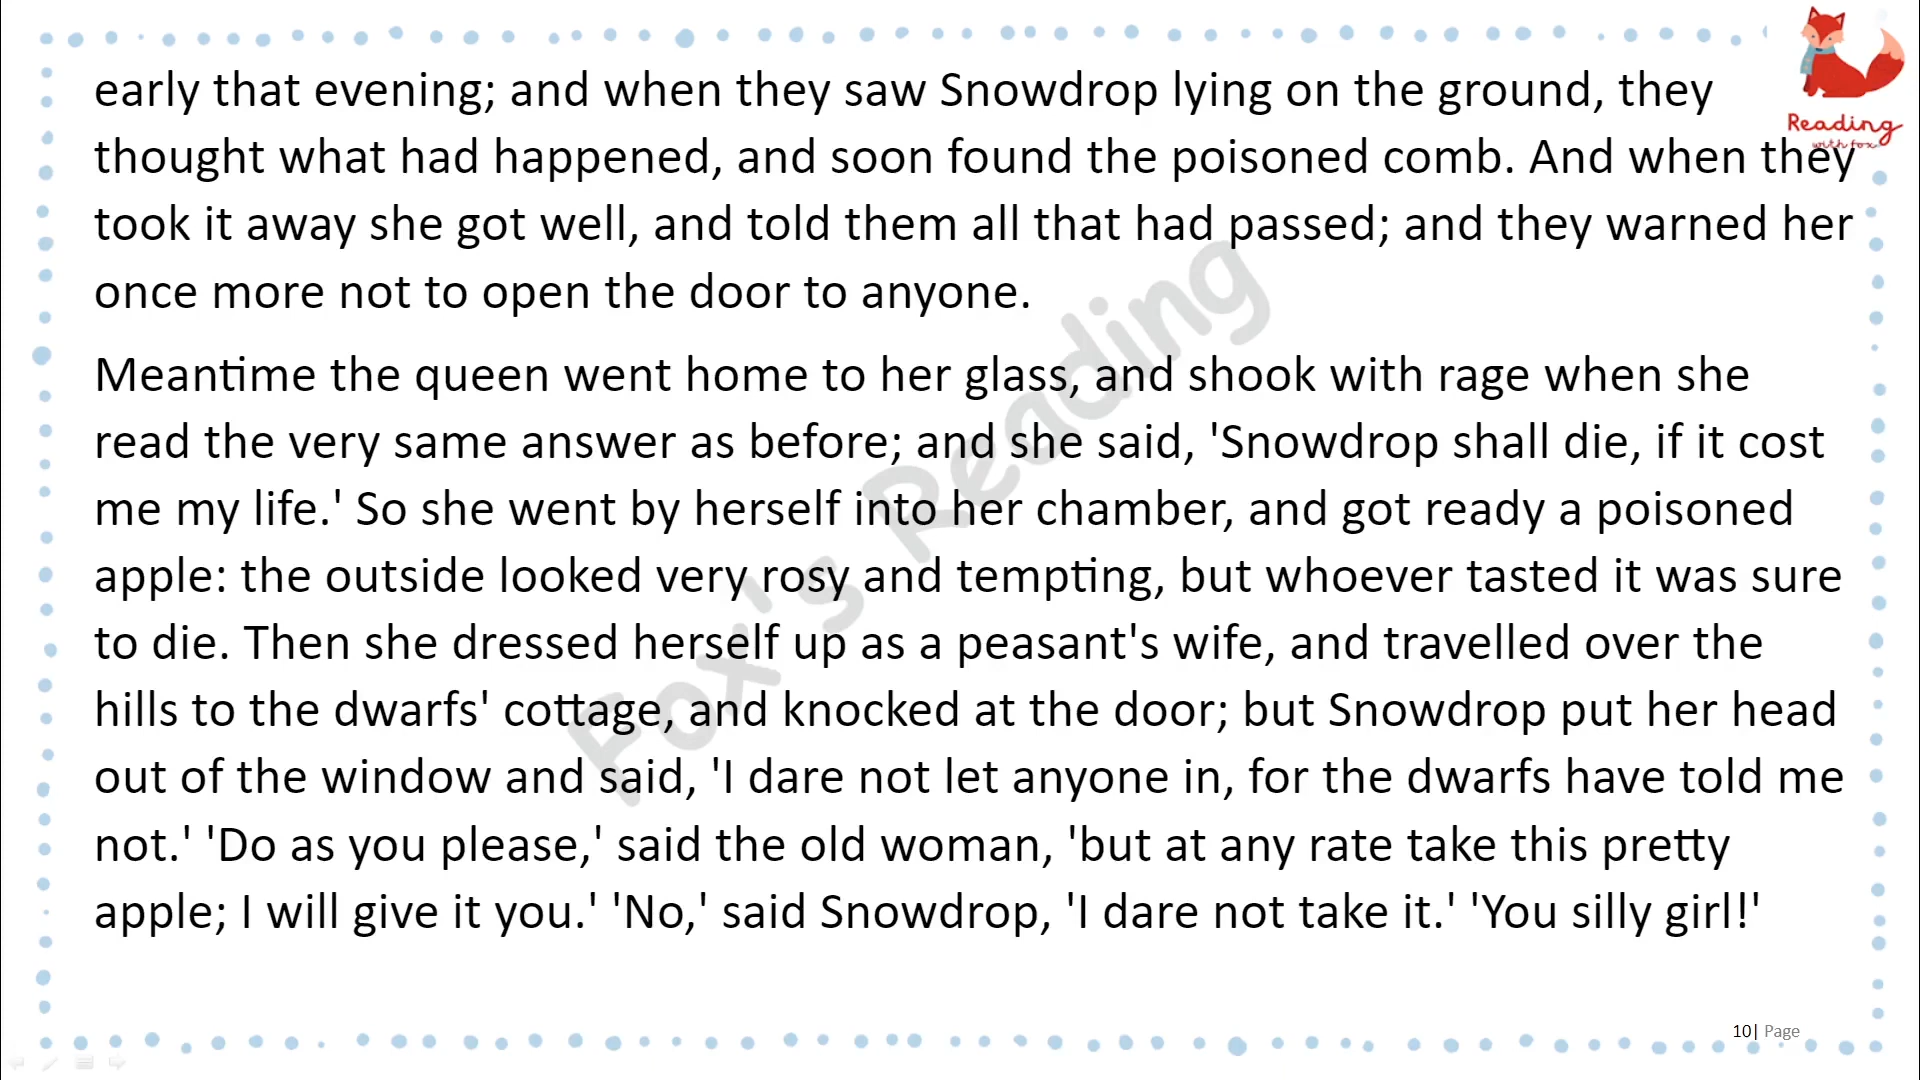 early that evening; and when they saw Snowdrop lying on the ground, they
thought what had happened, and soon found the poisoned comb. And when they
took it away she got well, and told them all that had passed; and they warned her
once more not to open the door to anyone.
Meantime the queen went home to her glass, and shook with rage when she
read the very same answer as before; and she said, 'Snowdrop shall die, if it cost
me my life.' So she went by herself into her chamber, and got ready a poisoned
apple: the outside looked very rosy and tempting, but whoever tasted it was sure
to die. Then she dressed herself up as a peasant's wife, and travelled over the
hills to the dwarfs' cottage, and knocked at the door; but Snowdrop put her head
out of the window and said, 'I dare not let anyone in, for the dwarfs have told me
not.' 'Do as you please,' said the old woman, 'but at any rate take this pretty
apple; I will give it you.' 'No,' said Snowdrop, 'I dare not take it.' 'You silly girl!'
Reading
with fox
Fox's Reading
10| Page